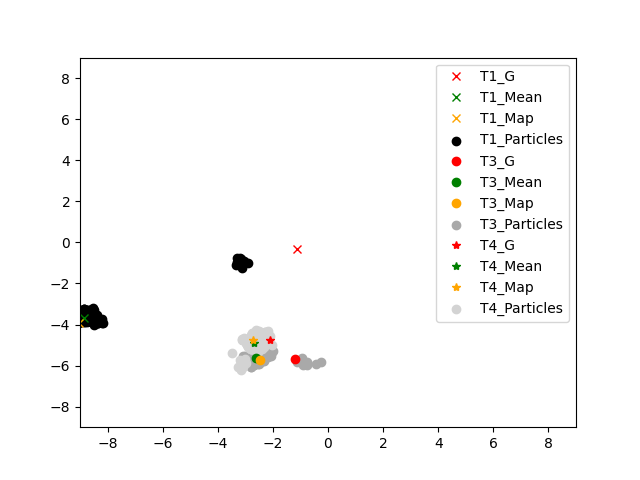 8
6
4
2
0
−2
−4
−6
−8
−8
−6
−4
−2
0
2
4
6
8
T1_G
T1_Mean
T1_Map
T1_Particles
T3_G
T3_Mean
T3_Map
T3_Particles
T4_G
T4_Mean
T4_Map
T4_Particles